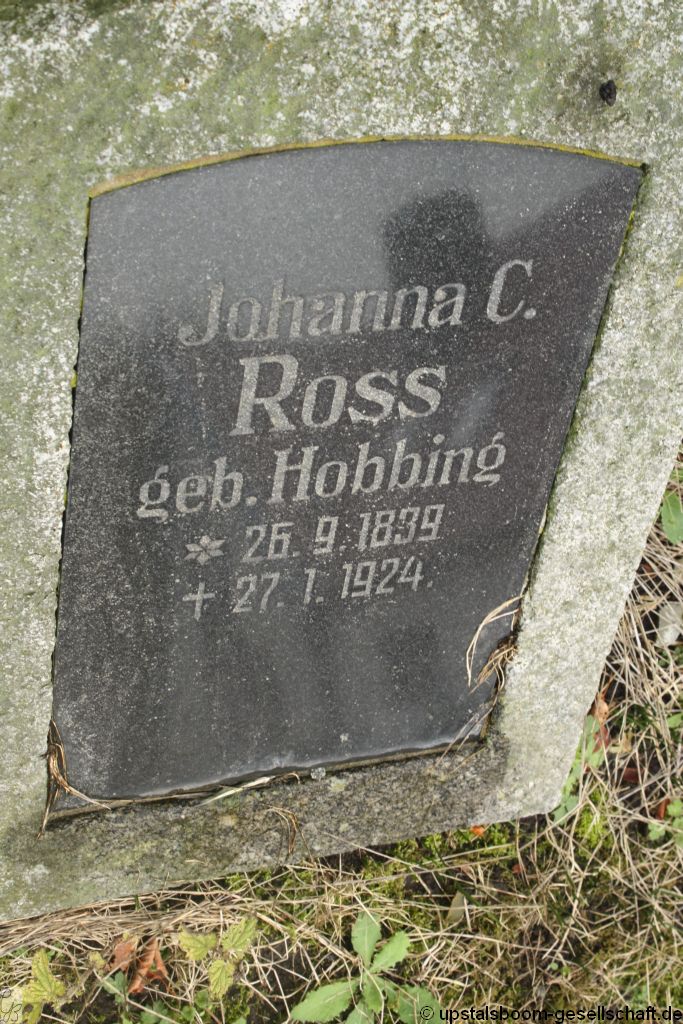 Johanna C.
Ross
geb. Hobbing
* 26. 9. 1839
+ 27. 1. 1924.
© upstalsboom-gesellschaft.de